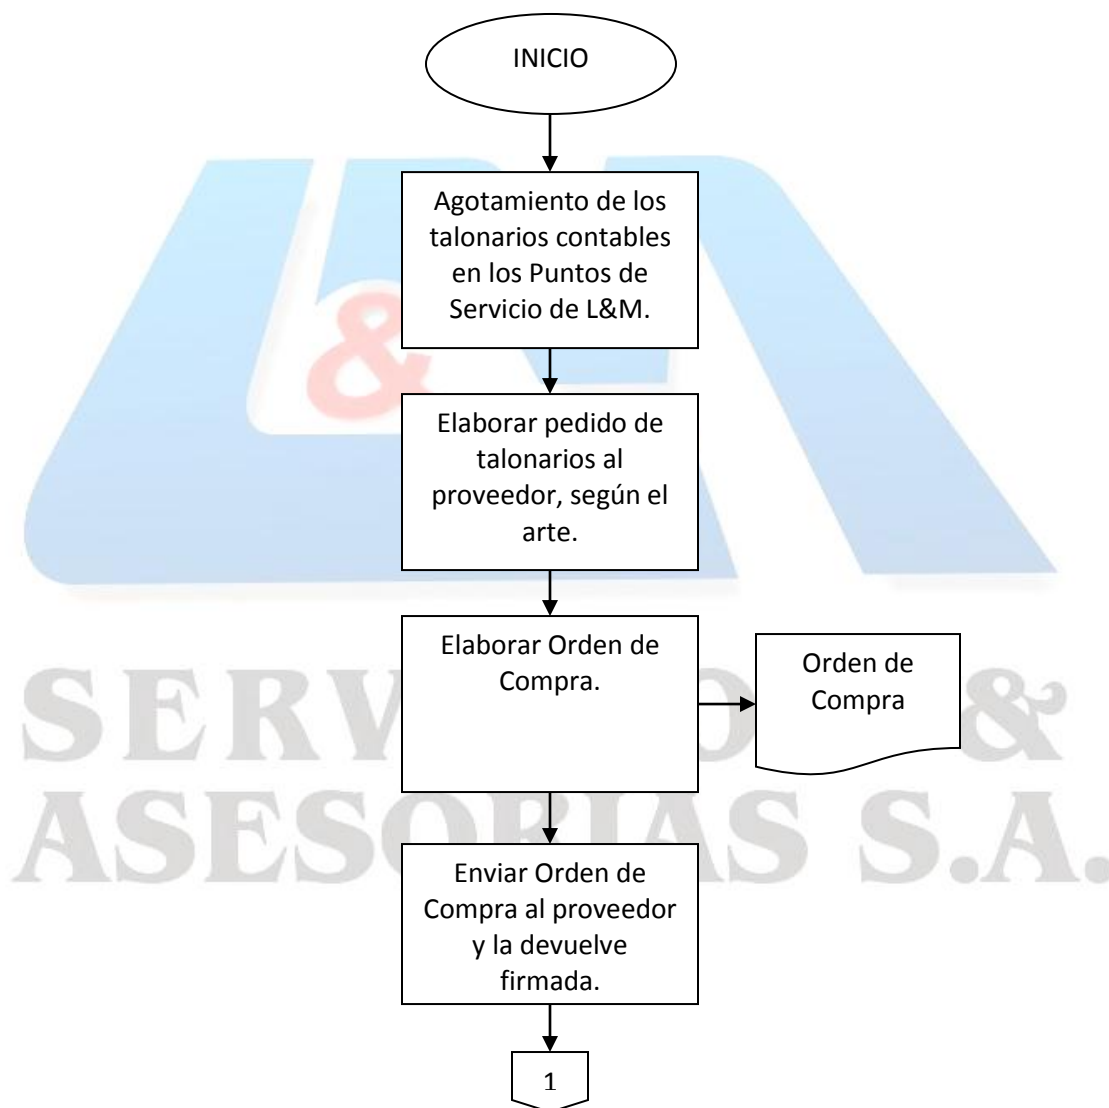 INICIO
Agotamiento de los
talonarios contables
en los Puntos de
Servicio de L&M.
&
Elaborar pedido de
talonarios al
proveedor, según el
arte.
Elaborar Orden de
Compra.
Orden de
Compra
SERV O &
ASESORIAS S.A.
Enviar Orden de
Compra al proveedor
y la devuelve
firmada.
1